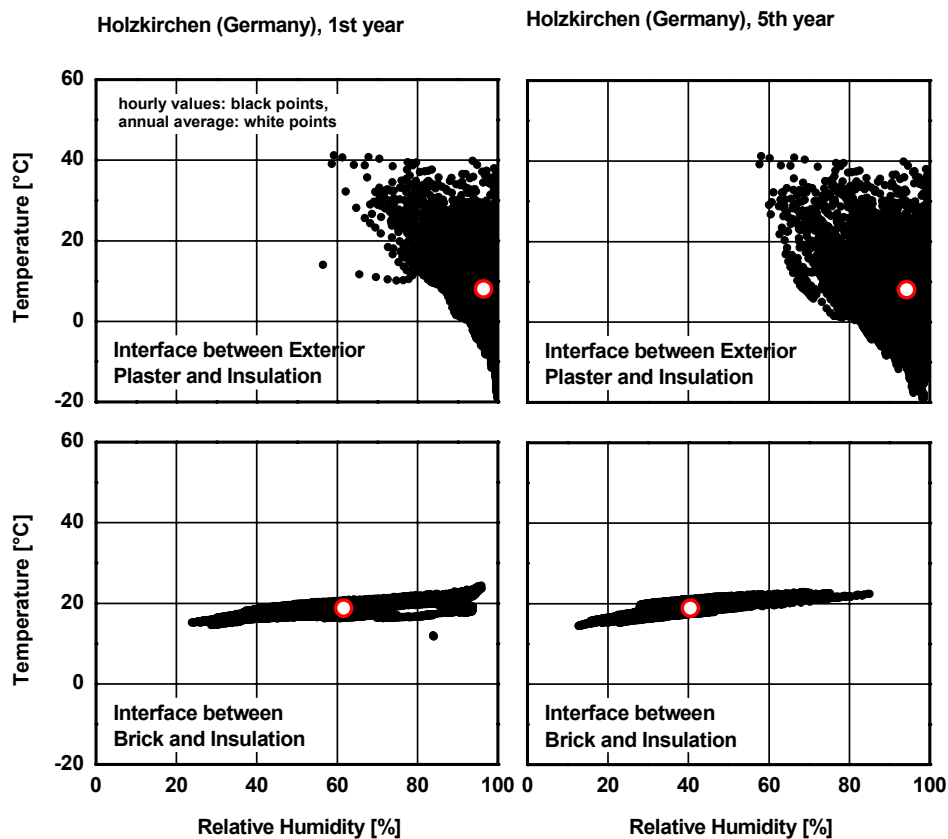 Holzkirchen (Germany), 1st year
Holzkirchen (Germany), 5th year
60
40
20
0
-20
Temperature [°C]
hourly values: black points,
annual average: white points
Interface between Exterior
Plaster and Insulation
Interface between Exterior
Plaster and Insulation
60
40
20
0
-20
Temperature [°C]
Interface between
Brick and Insulation
Interface between
Brick and Insulation
0
20
40
60
80
100
0
20
40
60
80
100
Relative Humidity [%]
Relative Humidity [%]